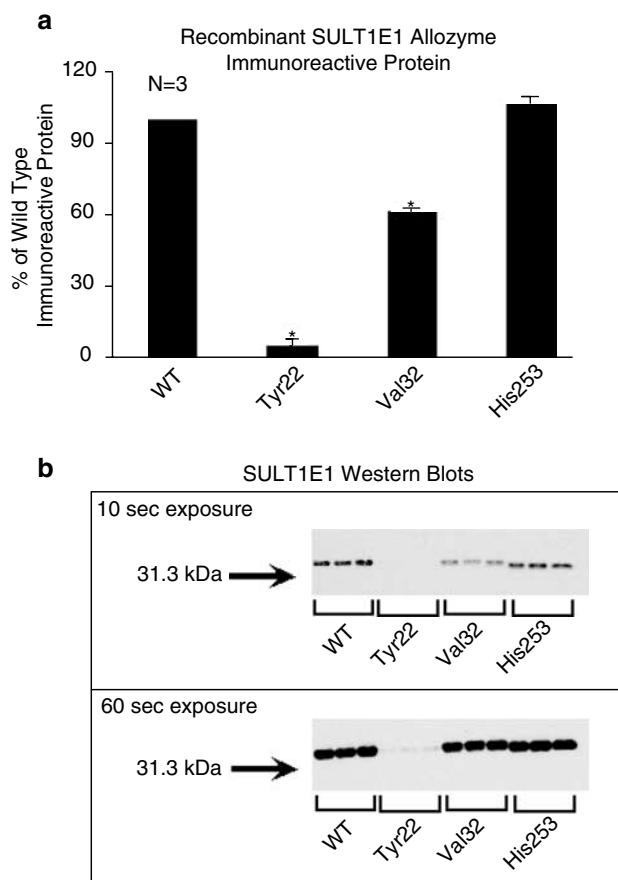 a
Recombinant SULT1E1 Allozyme
Immunoreactive Protein
% of Wild Type
Immunoreactive Protein
120
90
60
30
0
N=3
*
*
WT
Tyr22
Val32
His253
b
SULT1E1 Western Blots
10 sec exposure
31.3 kDa
WT
Tyr22
Val32
His253
60 sec exposure
31.3 kDa
WT
Tyr22
Val32
His253